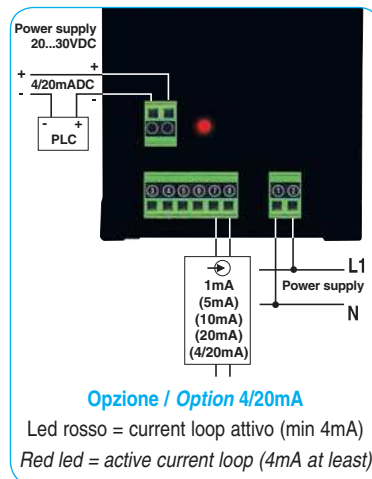 Power supply
20...30VDC
+
+
4/20mADC
-
-
- +
PLC
3 4 5 6 7 8
1 2
1mA
(5mA)
(10mA)
(20mA)
(4/20mA)
L1
Power supply
N
Opzione / Option 4/20mA
Led rosso = current loop attivo (min 4mA)
Red led = active current loop (4mA at least)